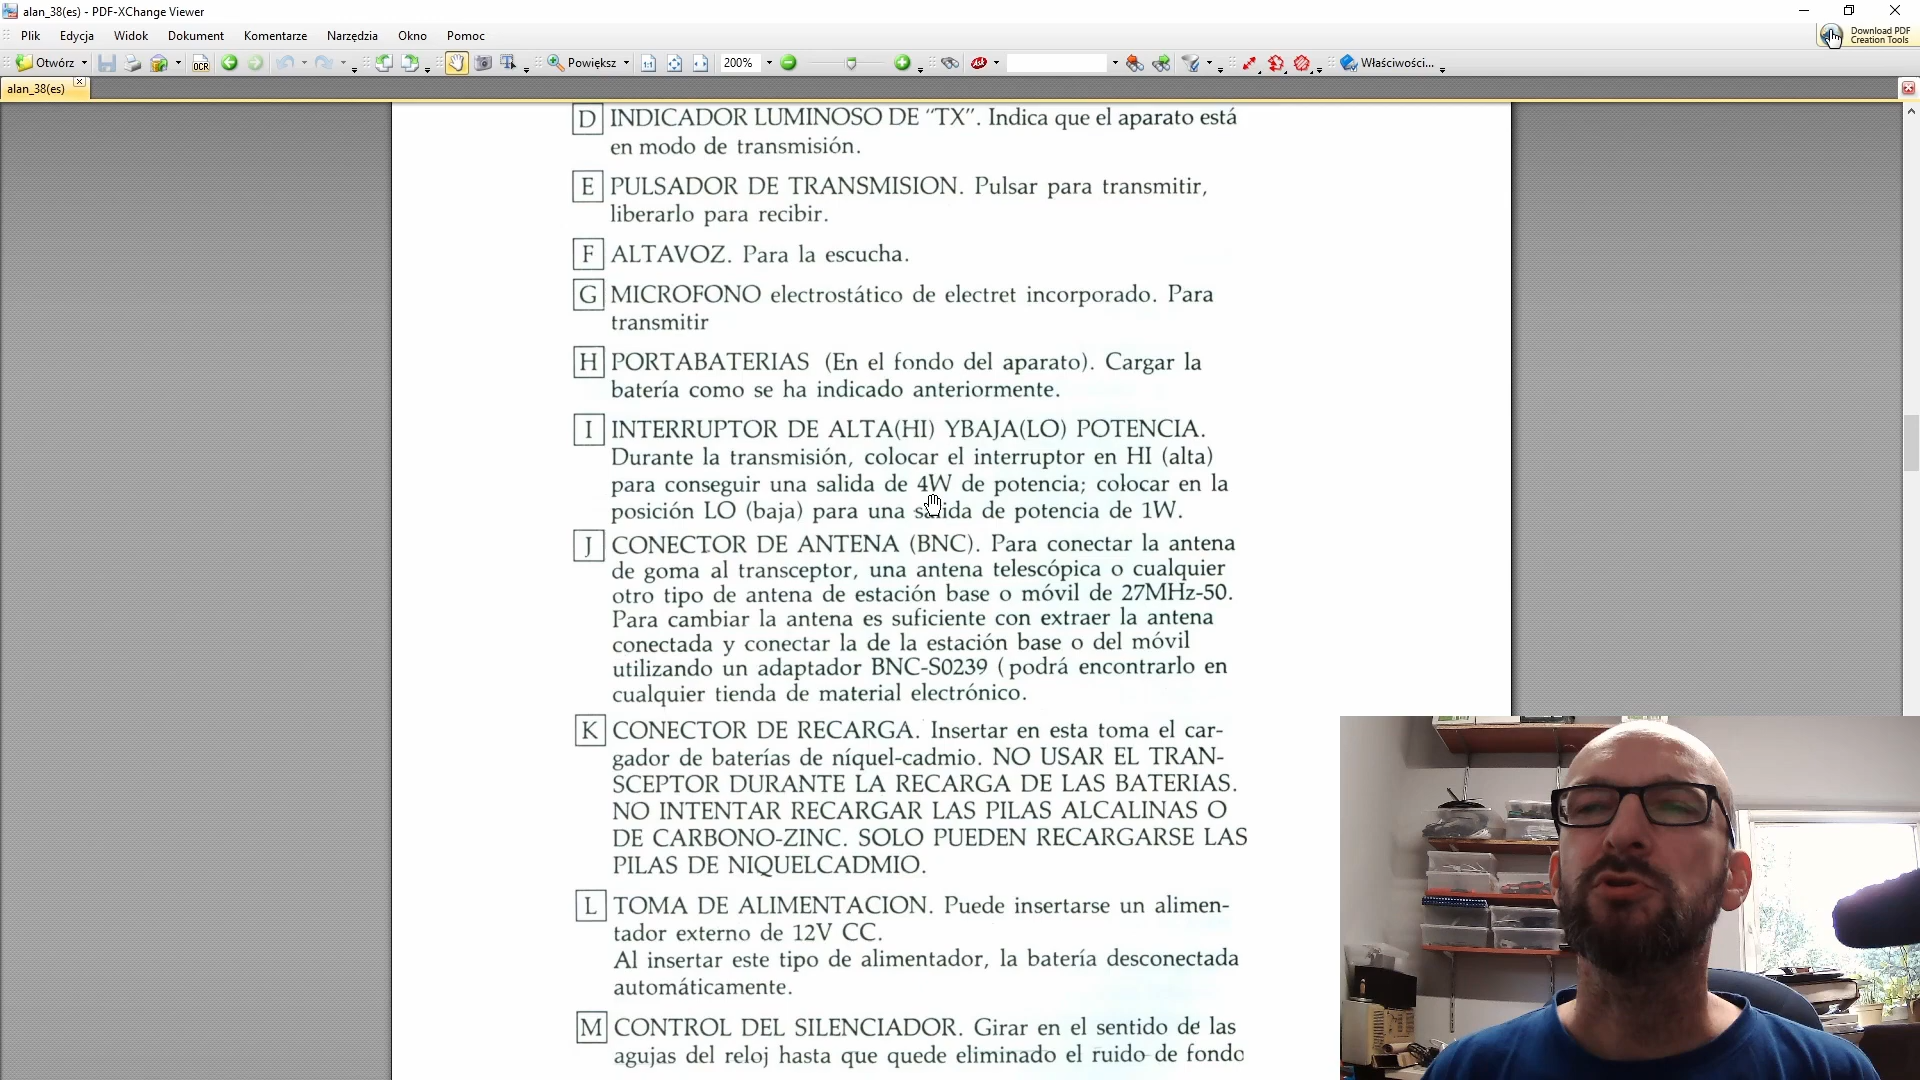 alan_38(es) - PDF-XChange Viewer
Plik Edycja Widok Dokument Komentarze Narzędzia Okno Pomoc
Download PDF
Creation Tools
Otwórz OCR Powiększ 200% Właściwości...
alan_38(es)
D INDICADOR LUMINOSO DE “TX”. Indica que el aparato está
en modo de transmisión.
E PULSADOR DE TRANSMISION. Pulsar para transmitir,
liberarlo para recibir.
F ALTAVOZ. Para la escucha.
G MICROFONO electrostático de electret incorporado. Para
transmitir
H PORTABATERIAS (En el fondo del aparato). Cargar la
batería como se ha indicado anteriormente.
I INTERRUPTOR DE ALTA(HI) YBAJA(LO) POTENCIA.
Durante la transmisión, colocar el interruptor en HI (alta)
para conseguir una salida de 4W de potencia; colocar en la
posición LO (baja) para una salida de potencia de 1W.
J CONECTOR DE ANTENA (BNC). Para conectar la antena
de goma al transceptor, una antena telescópica o cualquier
otro tipo de antena de estación base o móvil de 27MHz-50.
Para cambiar la antena es suficiente con extraer la antena
conectada y conectar la de la estación base o del móvil
utilizando un adaptador BNC-S0239 (podrá encontrarlo en
cualquier tienda de material electrónico.
K CONECTOR DE RECARGA. Insertar en esta toma el car-
gador de baterías de níquel-cadmio. NO USAR EL TRAN-
SCEPTOR DURANTE LA RECARGA DE LAS BATERIAS.
NO INTENTAR RECARGAR LAS PILAS ALCALINAS O
DE CARBONO-ZINC. SOLO PUEDEN RECARGARSE LAS
PILAS DE NIQUELCADMIO.
L TOMA DE ALIMENTACION. Puede insertarse un alimen-
tador externo de 12V CC.
Al insertar este tipo de alimentador, la batería desconectada
automáticamente.
M CONTROL DEL SILENCIADOR. Girar en el sentido de las
agujas del reloj hasta que quede eliminado el ruido de fondo